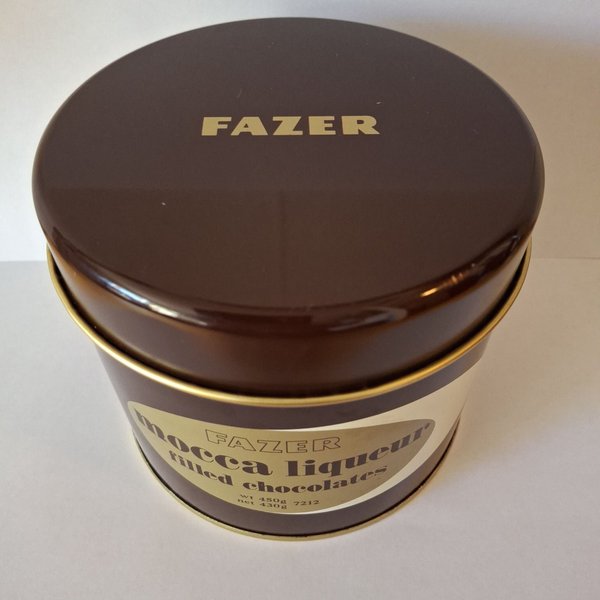 FAZER
FAZER
mocca liqueur
filled chocolates
wt 450g 7212
net 430g